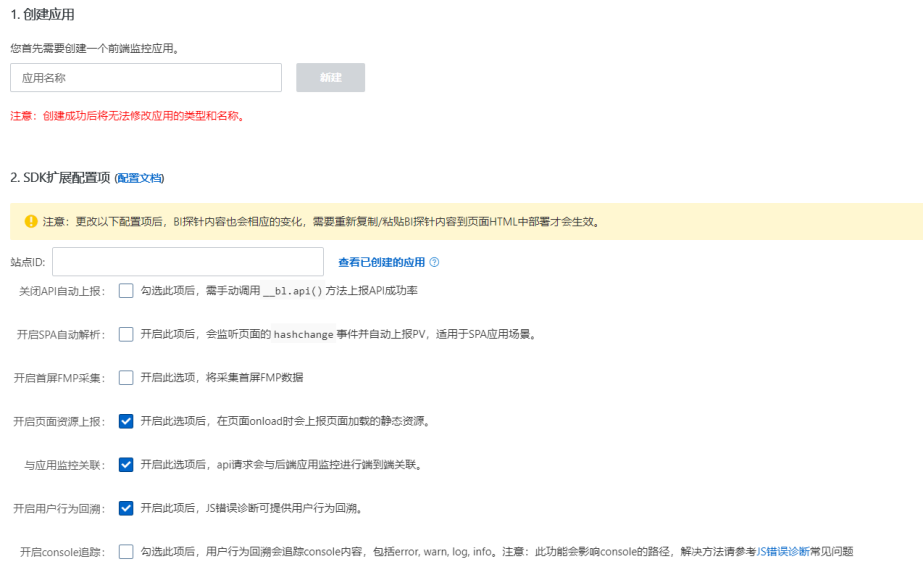 1. 创建应用
您首先需要创建一个前端监控应用。
应用名称 新建
注意：创建成功后将无法修改应用的类型和名称。
2. SDK扩展配置项 (配置文档)
注意：更改以下配置项后，BI探针内容也会相应的变化，需要重新复制/粘贴BI探针内容到页面HTML中部署才会生效。
站点ID: 查看已创建的应用
关闭API自动上报： 勾选此项后，需手动调用__bl.api()方法上报API成功率
开启SPA自动解析： 开启此项后，会监听页面的hashchange事件并自动上报PV，适用于SPA应用场景。
开启首屏FMP采集： 开启此选项，将采集首屏FMP数据
开启页面资源上报： 开启此选项后，在页面onload时会上报页面加载的静态资源。
与应用监控关联： 开启此选项后，api请求会与后端应用监控进行端到端关联。
开启用户行为回溯： 开启此项后，JS错误诊断可提供用户行为回溯。
开启console追踪： 勾选此项后，用户行为回溯会追踪console内容，包括error, warn, log, info。注意：此功能会影响console的路径，解决方法请参考JS错误诊断常见问题